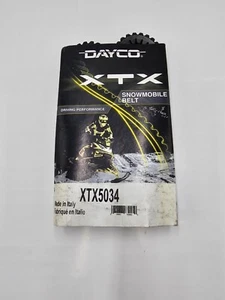 DAYCO
XTX
SNOWMOBILE
BELT
XTX5034
Made in Italy
Fabriqué en Italie